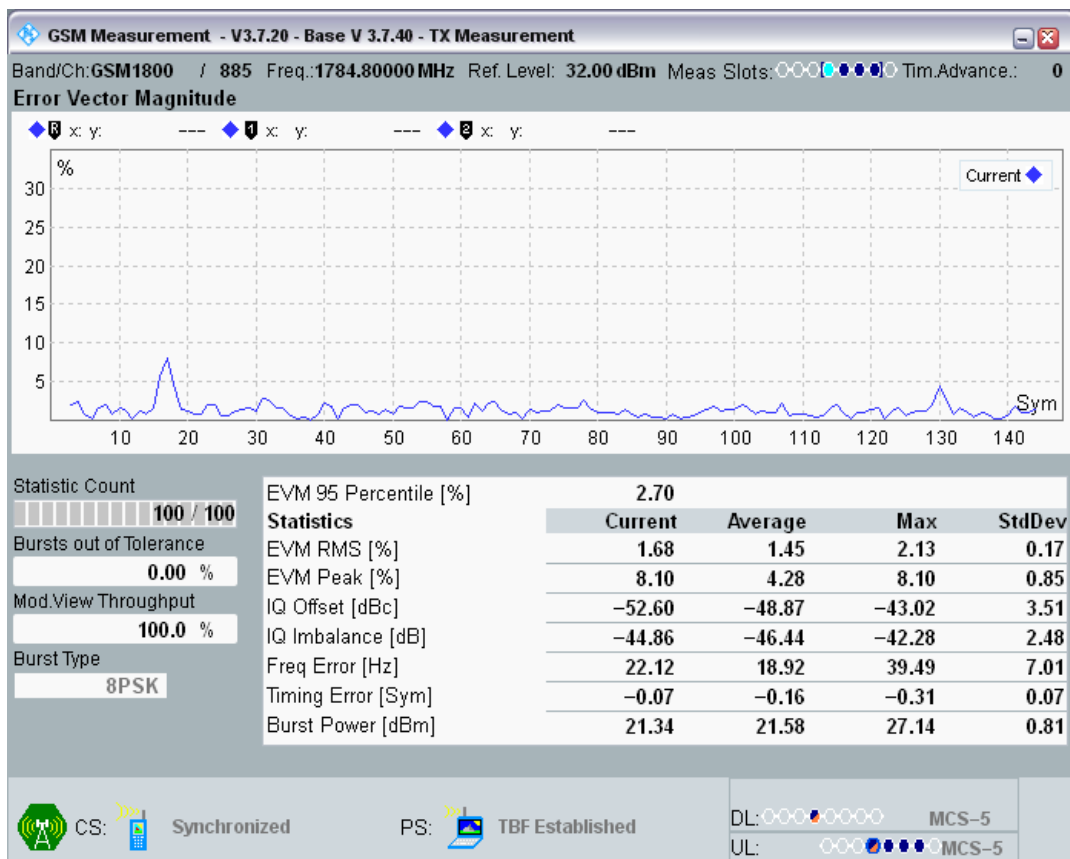 GSM Measurement - V3.7.20 - Base V 3.7.40 - TX Measurement
Band/Ch:GSM1800 / 885 Freq.:1784.80000 MHz Ref. Level: 32.00 dBm Meas Slots: Tim.Advance.: 0
Error Vector Magnitude
R x: y: --- 1 x: y: --- 2 x: y: ---
%
Current
30
25
20
15
10
5
Sym
10 20 30 40 50 60 70 80 90 100 110 120 130 140
Statistic Count
100 / 100
Bursts out of Tolerance
0.00 %
Mod.View Throughput
100.0 %
Burst Type
8PSK
EVM 95 Percentile [%] 2.70
Statistics Current Average Max StdDev
EVM RMS [%] 1.68 1.45 2.13 0.17
EVM Peak [%] 8.10 4.28 8.10 0.85
IQ Offset [dBc] −52.60 −48.87 −43.02 3.51
IQ Imbalance [dB] −44.86 −46.44 −42.28 2.48
Freq Error [Hz] 22.12 18.92 39.49 7.01
Timing Error [Sym] −0.07 −0.16 −0.31 0.07
Burst Power [dBm] 21.34 21.58 27.14 0.81
CS: Synchronized PS: TBF Established
DL: MCS−5
UL: MCS−5